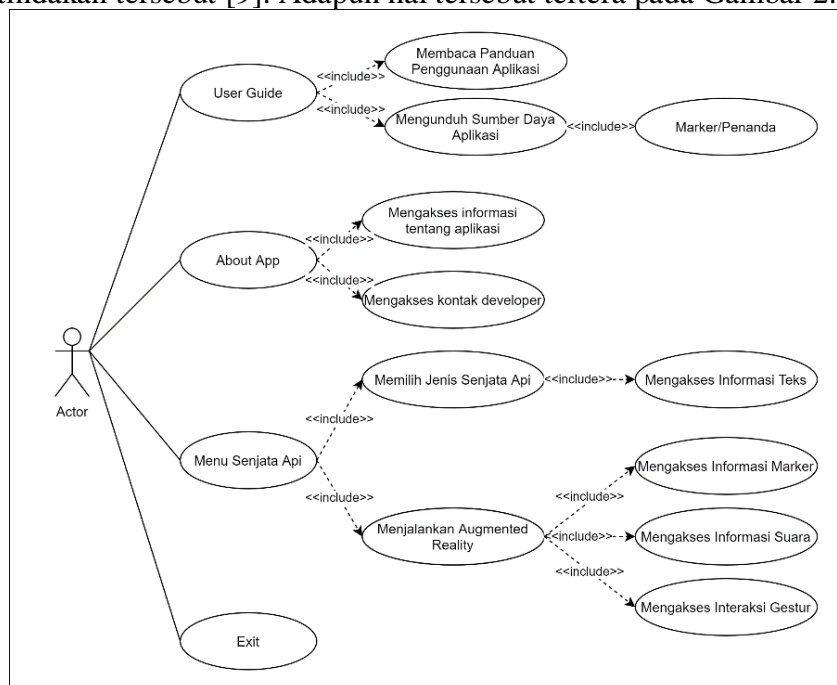 tindakan tersebut [9]. Adapun hal tersebut tertera pada Gambar 2.
Membaca Panduan
Penggunaan Aplikasi
<<include>>
User Guide
<<include>>
Mengunduh Sumber Daya
Aplikasi
<<include>>
Marker/Penanda
Mengakses informasi
tentang aplikasi
<<include>>
About App
<<include>>
Mengakses kontak developer
Actor
Memilih Jenis Senjata Api
<<include>>
Mengakses Informasi Teks
<<include>>
Menu Senjata Api
<<include>>
Menjalankan Augmented
Reality
Mengakses Informasi Marker
<<include>>
<<include>>
Mengakses Informasi Suara
<<include>>
Mengakses Interaksi Gestur
Exit